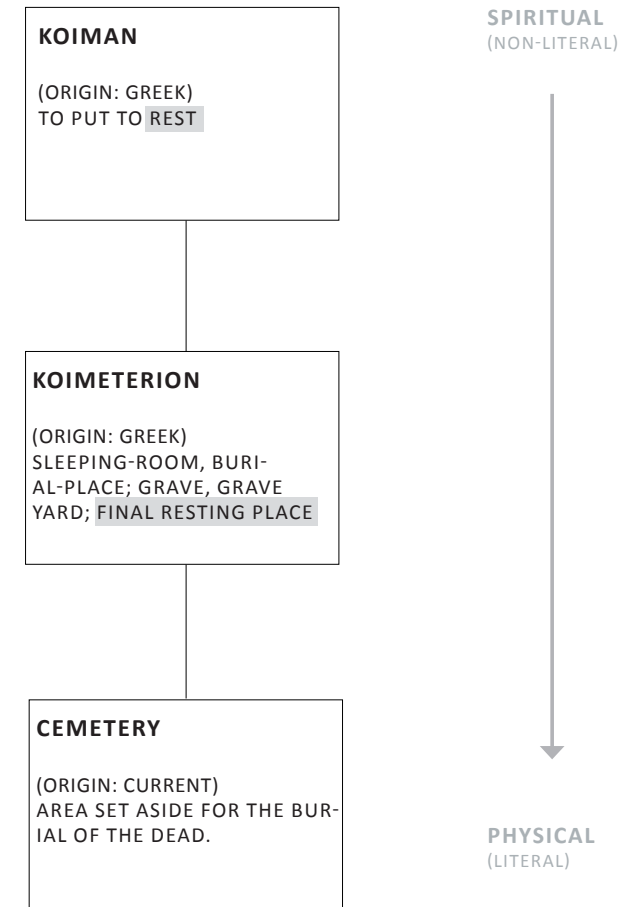 KOIMAN
(ORIGIN: GREEK)
TO PUT TO REST
KOIMETERION
(ORIGIN: GREEK)
SLEEPING-ROOM, BURI-
AL-PLACE; GRAVE, GRAVE
YARD; FINAL RESTING PLACE
CEMETERY
(ORIGIN: CURRENT)
AREA SET ASIDE FOR THE BUR-
IAL OF THE DEAD.
SPIRITUAL
(NON-LITERAL)
PHYSICAL
(LITERAL)